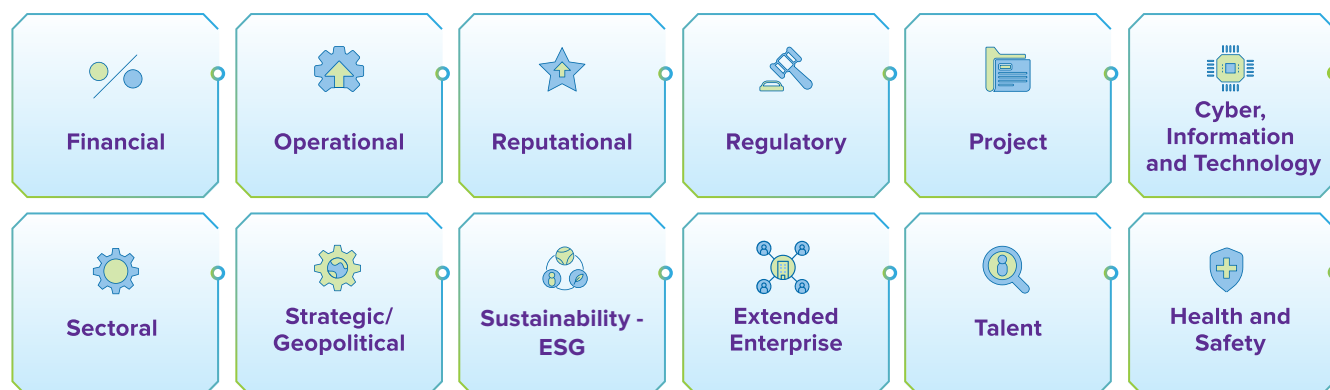 Financial
Operational
Reputational
Regulatory
Project
Cyber,
Information
and Technology
Sectoral
Strategic/
Geopolitical
Sustainability -
ESG
Extended
Enterprise
Talent
Health and
Safety